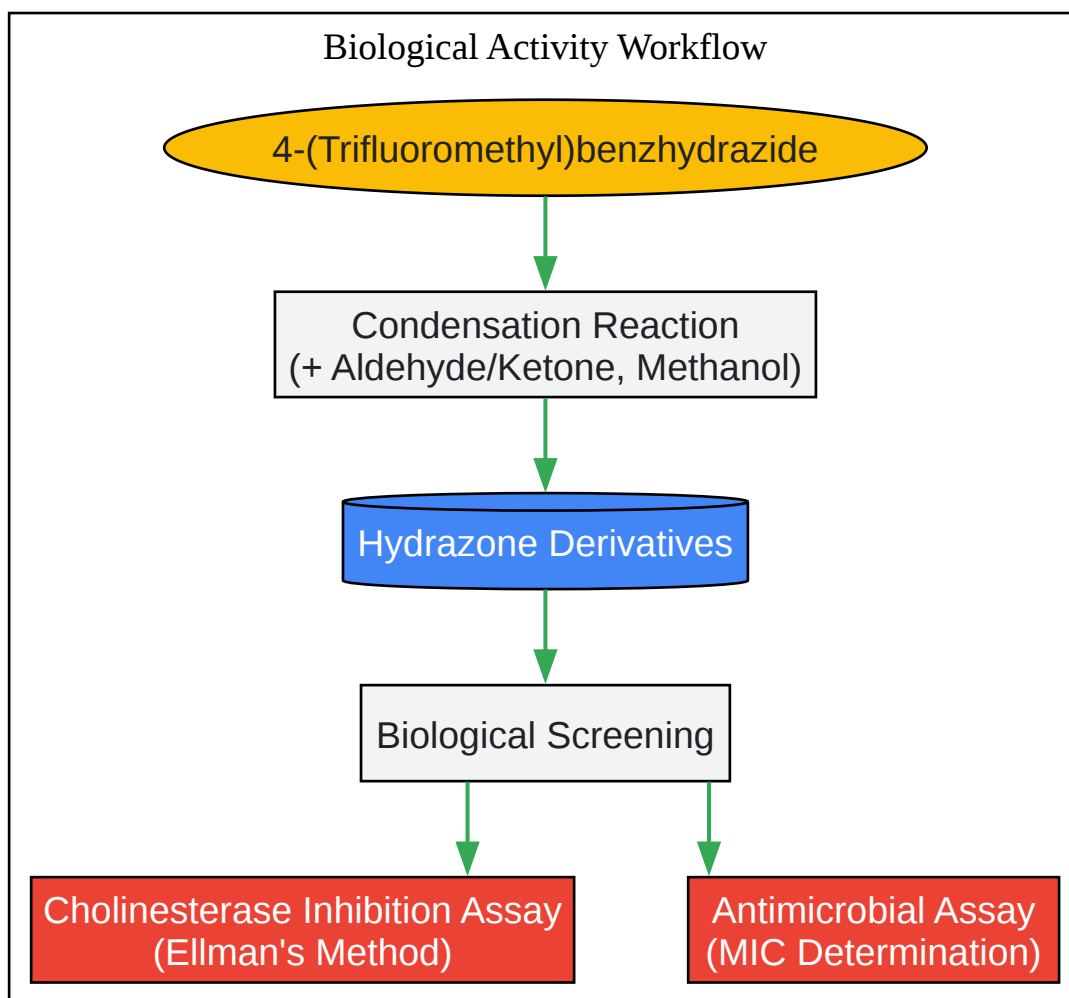 Biological Activity Workflow
4-(Trifluoromethyl)benzhydrazide
Condensation Reaction
(+ Aldehyde/Ketone, Methanol)
Hydrazone Derivatives
Biological Screening
Cholinesterase Inhibition Assay
(Ellman's Method)
Antimicrobial Assay
(MIC Determination)